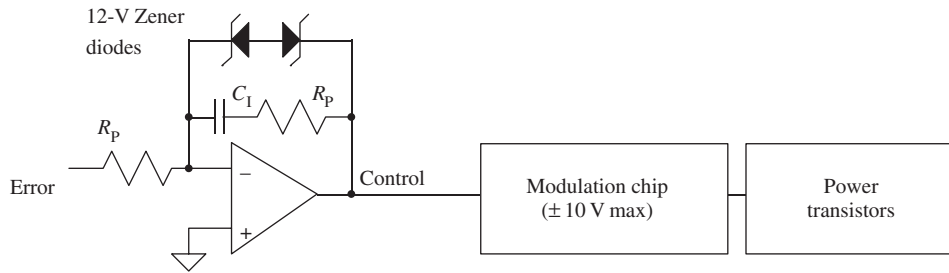 12-V Zener
diodes
C_I
R_P
R_P
Error
−
+
Control
Modulation chip
(± 10 V max)
Power
transistors